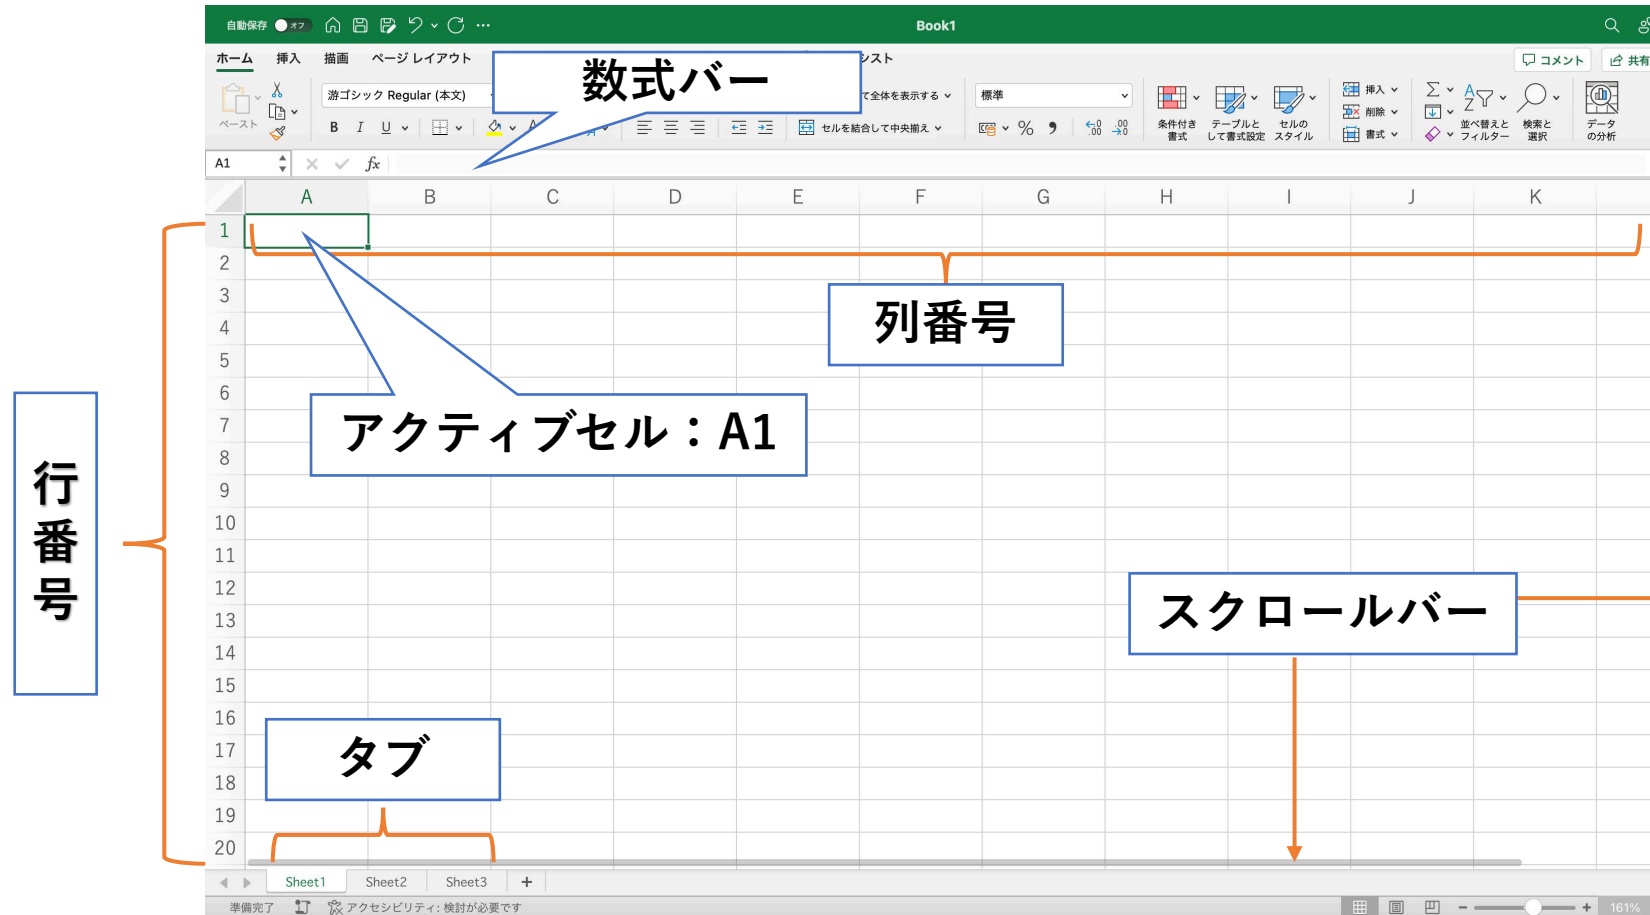 自動保存 オフ Book1
ホーム 挿入 描画 ページ レイアウト シスト コメント 共有
数式バー
游ゴシック Regular (本文) て全体を表示する 標準 挿入
ペースト B I U セルを結合して中央揃え % 条件付き書式 テーブルとして書式設定 セルのスタイル 削除 書式 並べ替えとフィルター 検索と選択 データの分析
A1 fx
A B C D E F G H I J K
1
2
列番号
3
4
5
6
アクティブセル：A1
7
8
9
行番号
10
11
12
スクロールバー
13
14
15
16
タブ
17
18
19
20
Sheet1 Sheet2 Sheet3 +
準備完了 アクセシビリティ: 検討が必要です - + 161%